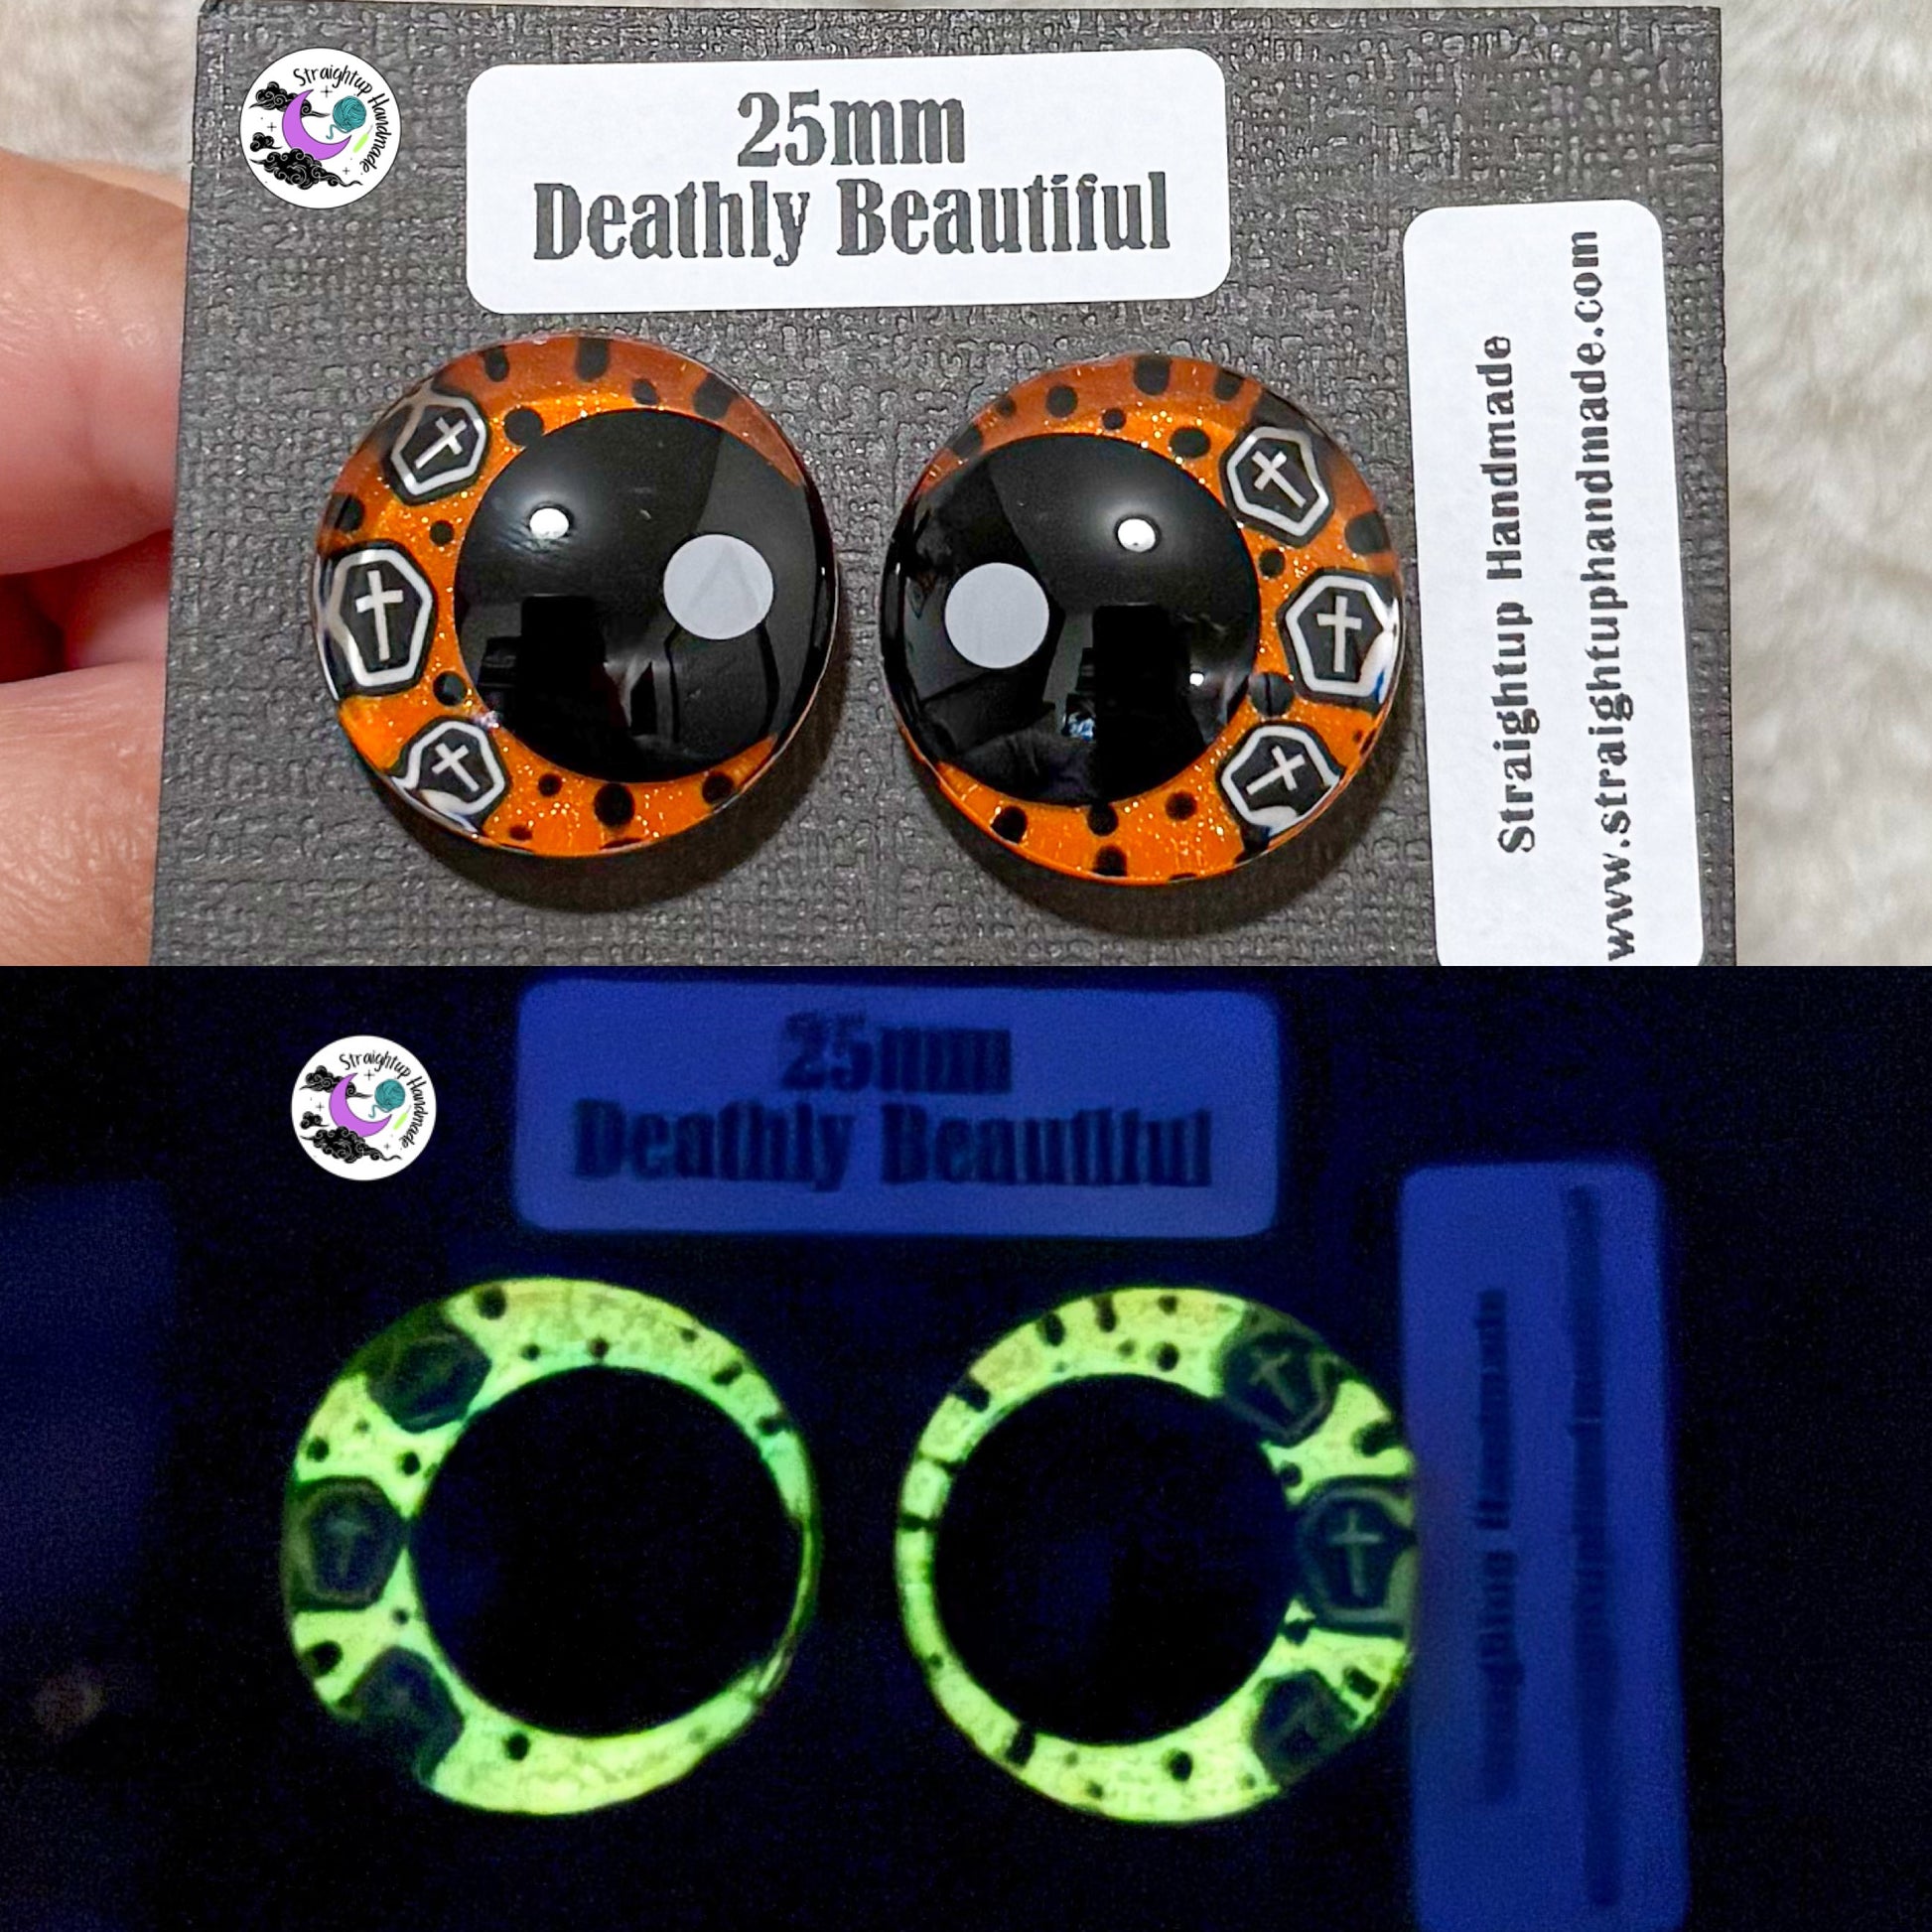 Straightup Handmade
25mm
Deathly Beautiful
Straightup Handmade
www.straightuphandmade.com
Straightup Handmade
25mm
Deathly Beautiful